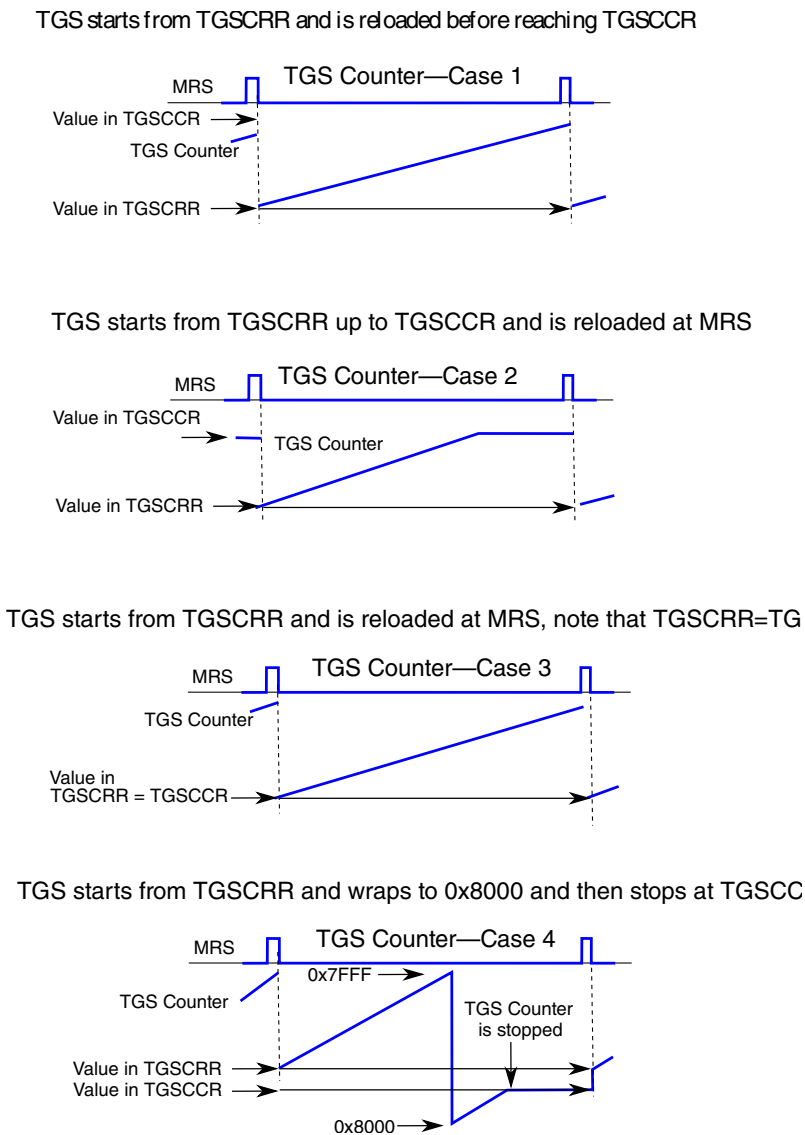 TGS starts from TGSCRR and is reloaded before reaching TGSCCR
TGS Counter—Case 1
MRS
Value in TGSCCR
TGS Counter
Value in TGSCRR
TGS starts from TGSCRR up to TGSCCR and is reloaded at MRS
TGS Counter—Case 2
MRS
Value in TGSCCR
TGS Counter
Value in TGSCRR
TGS starts from TGSCRR and is reloaded at MRS, note that TGSCRR=TG
TGS Counter—Case 3
MRS
TGS Counter
Value in
TGSCRR = TGSCCR
TGS starts from TGSCRR and wraps to 0x8000 and then stops at TGSCC
TGS Counter—Case 4
MRS
0x7FFF
TGS Counter
TGS Counter
is stopped
Value in TGSCRR
Value in TGSCCR
0x8000